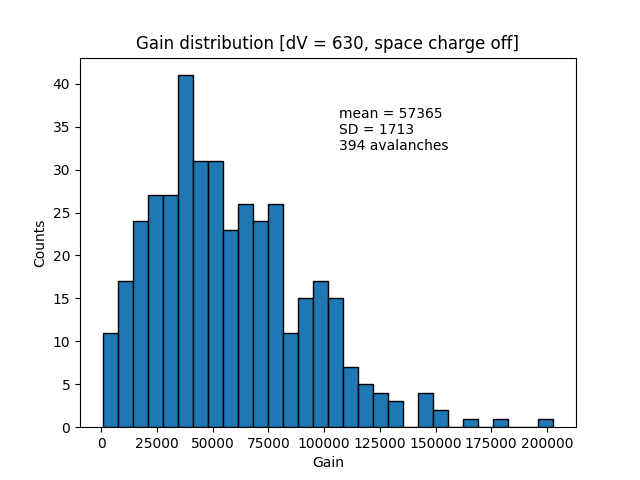 Gain distribution [dV = 630, space charge off]
mean = 57365
SD = 1713
394 avalanches
Counts
40
35
30
25
20
15
10
5
0
0 25000 50000 75000 100000 125000 150000 175000 200000
Gain